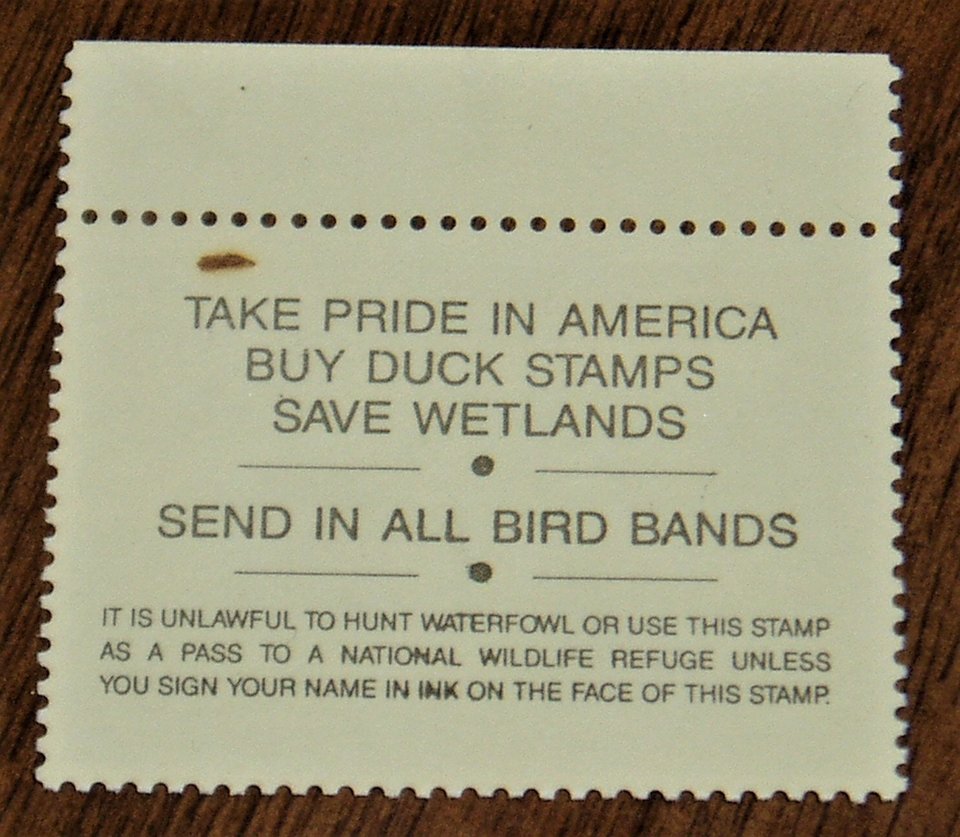 TAKE PRIDE IN AMERICA
BUY DUCK STAMPS
SAVE WETLANDS
SEND IN ALL BIRD BANDS
IT IS UNLAWFUL TO HUNT WATERFOWL OR USE THIS STAMP
AS A PASS TO A NATIONAL WILDLIFE REFUGE UNLESS
YOU SIGN YOUR NAME IN INK ON THE FACE OF THIS STAMP.